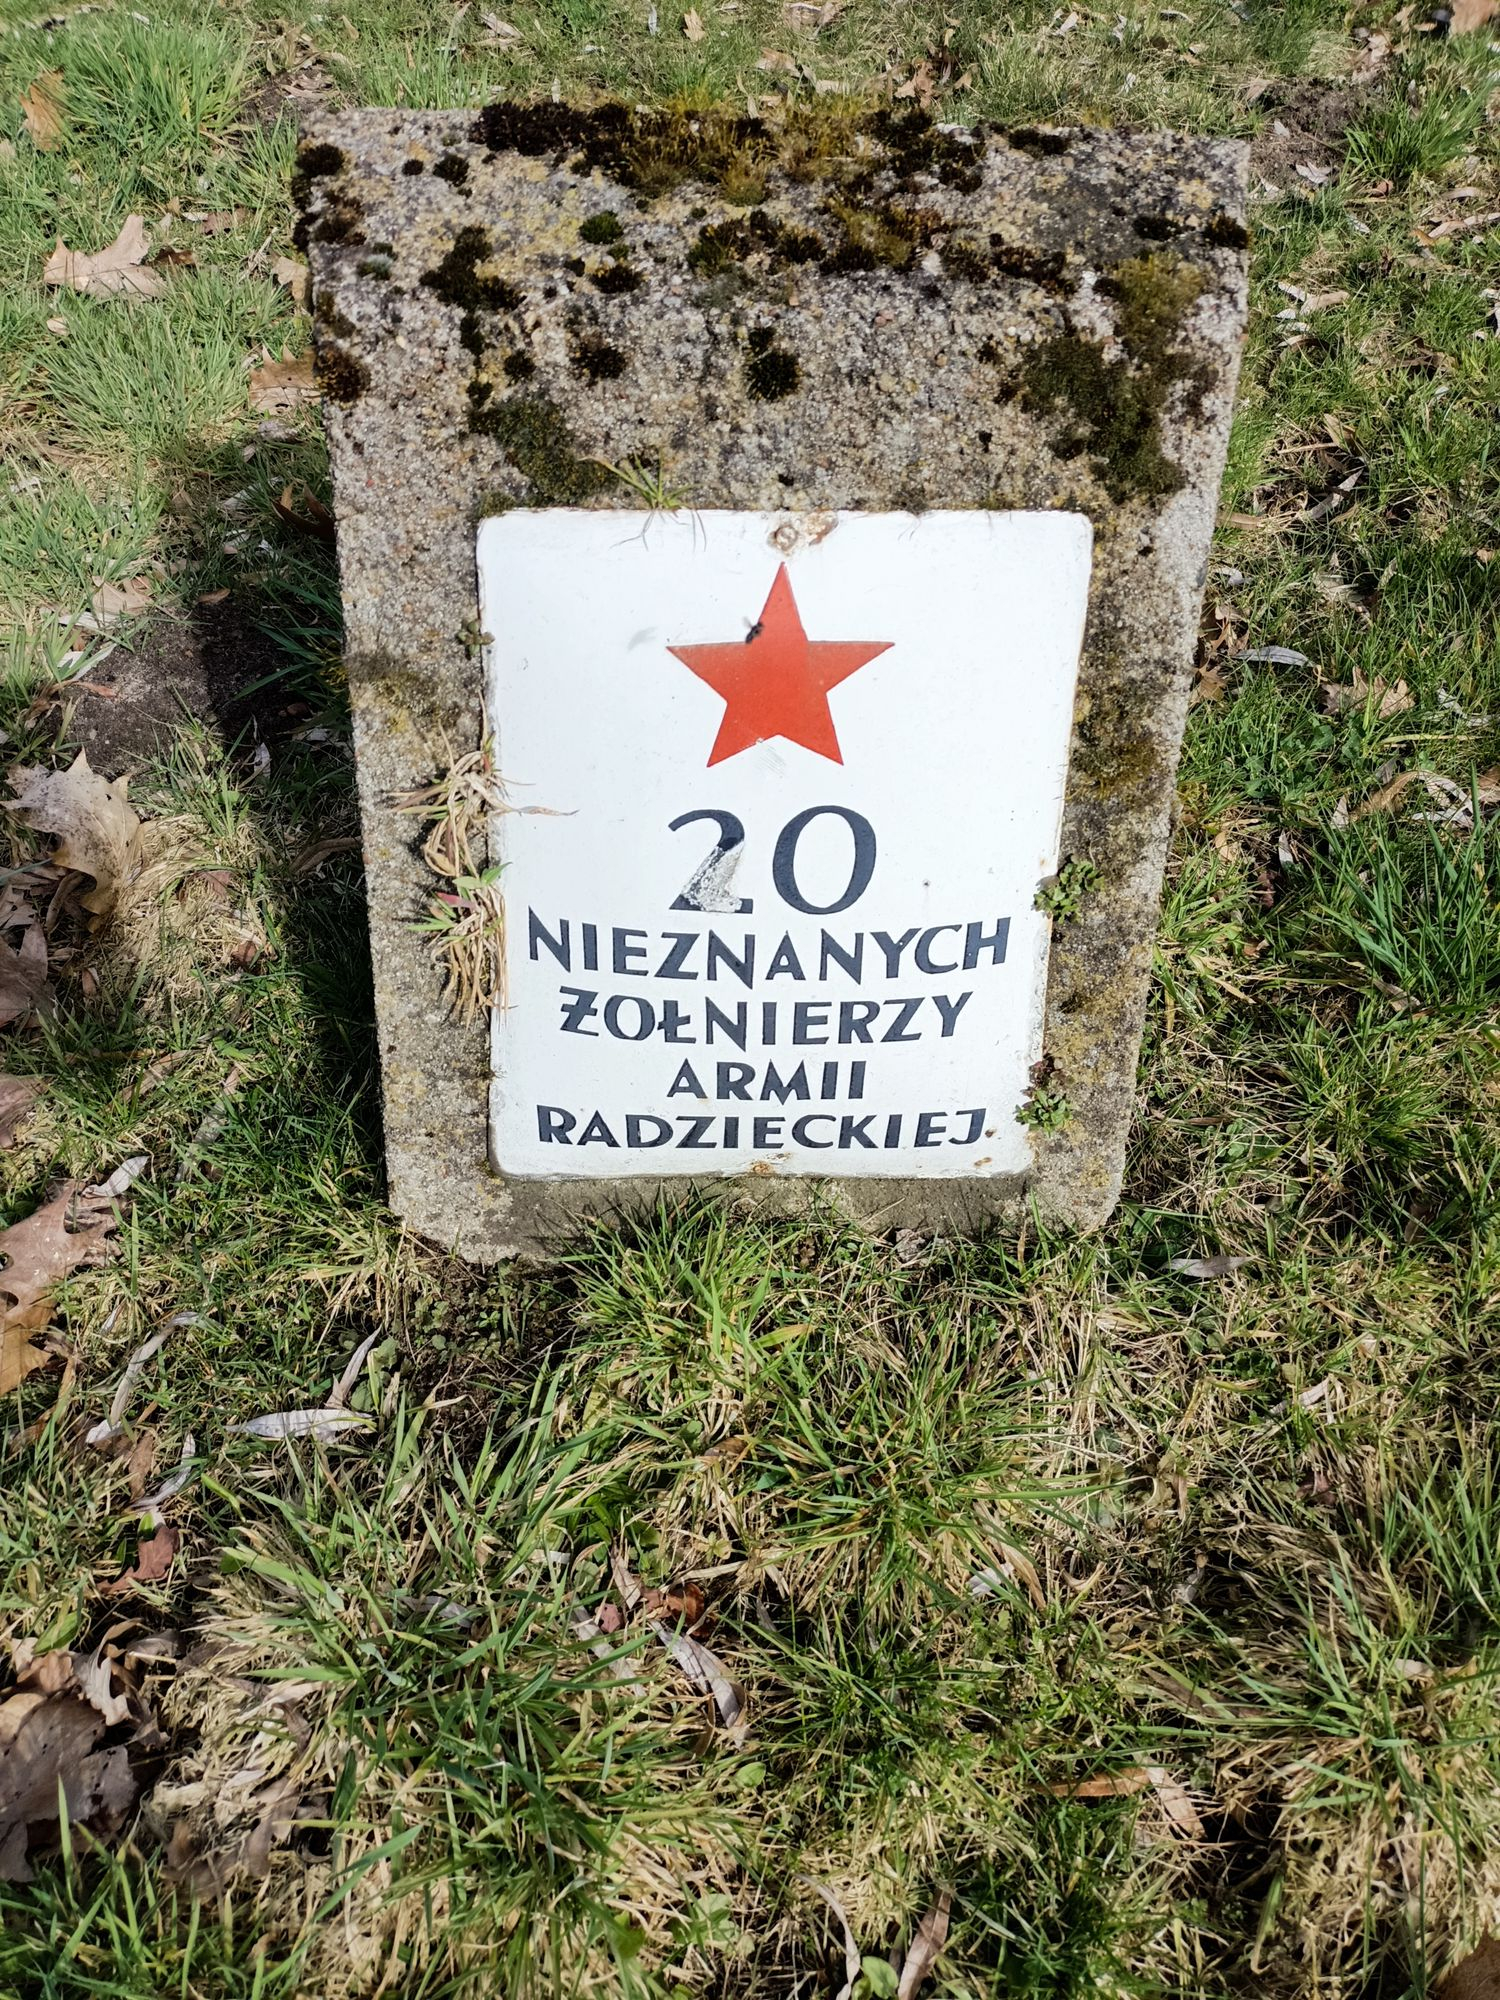 20
NIEZNANYCH
ŻOŁNIERZY
ARMII
RADZIECKIEJ